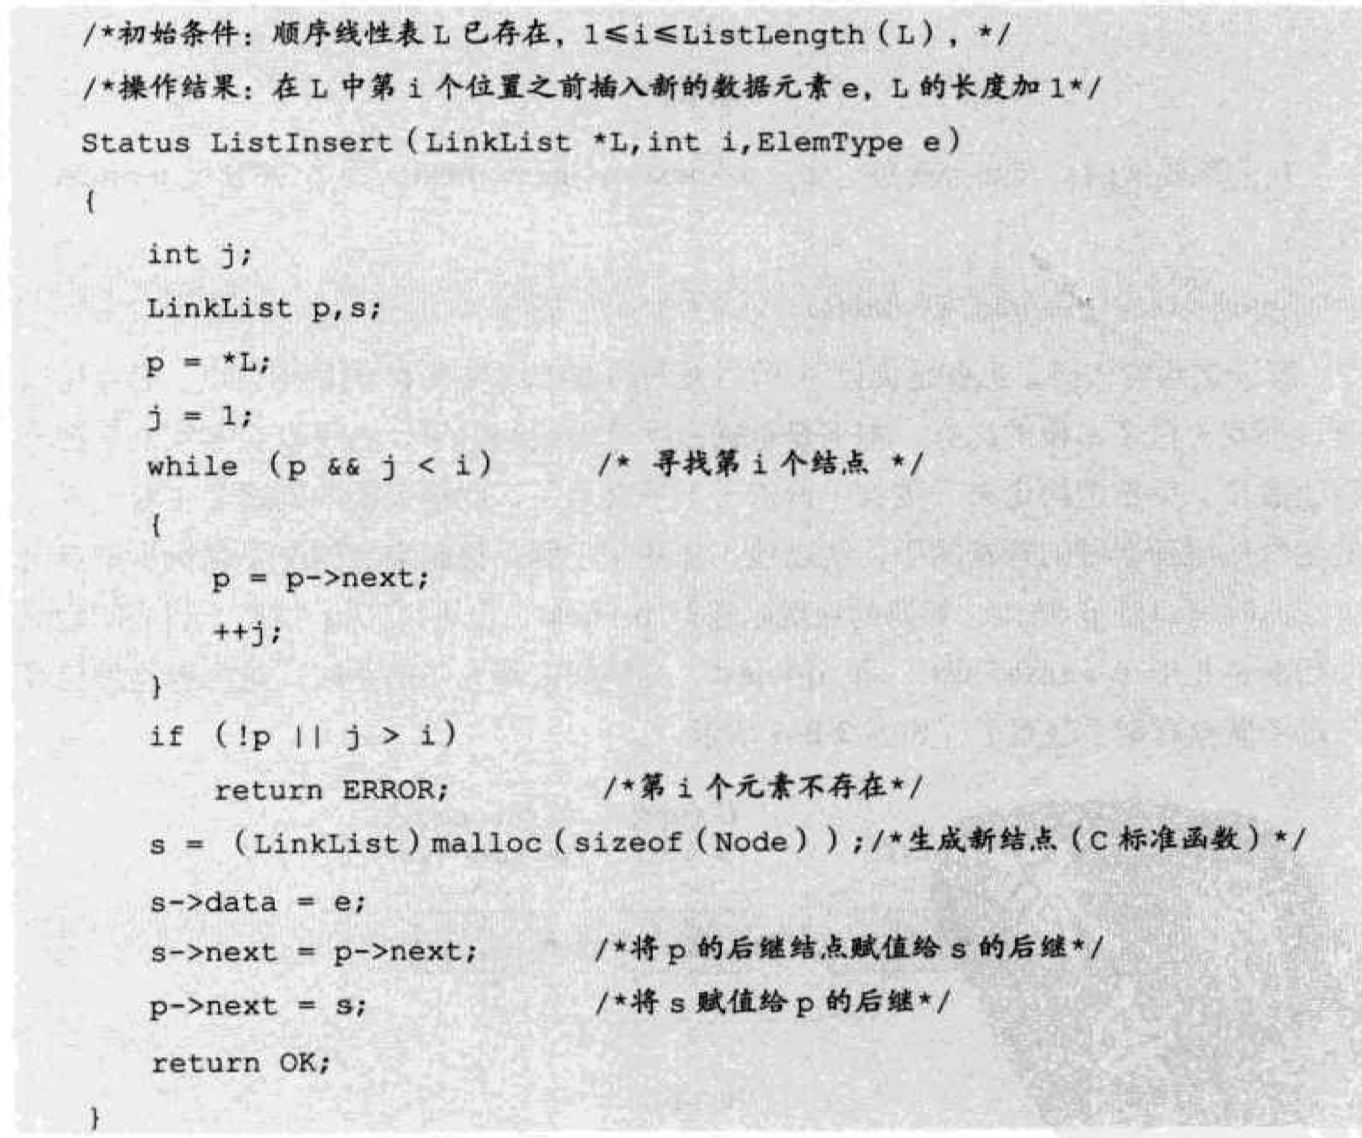 /*初始条件：顺序线性表 L 已存在，1≤i≤ListLength(L)，*/
/*操作结果：在 L 中第 i 个位置之前插入新的数据元素 e，L 的长度加 1*/
Status ListInsert(LinkList *L,int i,ElemType e)
{
    int j;
    LinkList p,s;
    p = *L;
    j = 1;
    while (p && j < i)      /* 寻找第 i 个结点 */
    {
        p = p->next;
        ++j;
    }
    if (!p || j > i)
        return ERROR;       /*第 i 个元素不存在*/
    s = (LinkList)malloc(sizeof(Node));/*生成新结点（C 标准函数）*/
    s->data = e;
    s->next = p->next;      /*将 p 的后继结点赋值给 s 的后继*/
    p->next = s;            /*将 s 赋值给 p 的后继*/
    return OK;
}